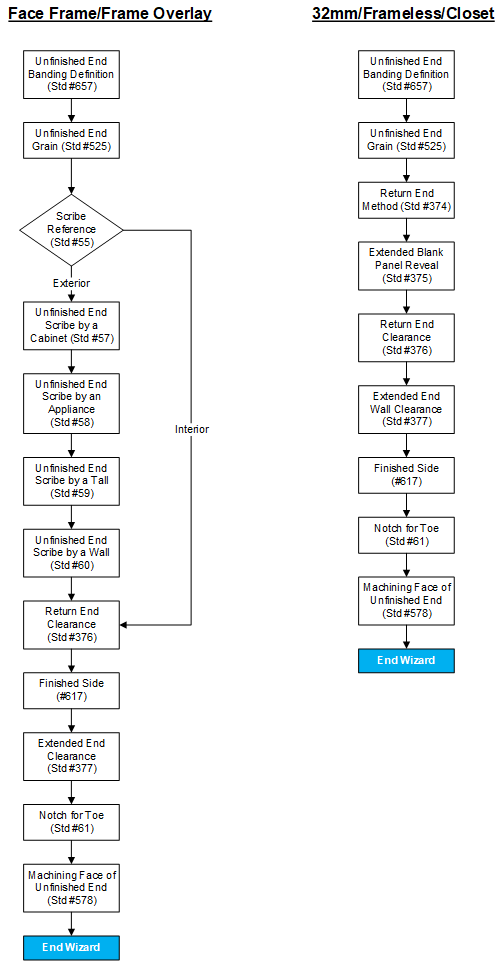 Face Frame/Frame Overlay
Unfinished End
Banding Definition
(Std #657)
Unfinished End
Grain (Std #525)
Scribe
Reference
(Std #55)
Exterior
Unfinished End
Scribe by a
Cabinet (Std #57)
Unfinished End
Scribe by an
Appliance
(Std #58)
Interior
Unfinished End
Scribe by a Tall
(Std #59)
Unfinished End
Scribe by a Wall
(Std #60)
Return End
Clearance
(Std #376)
Finished Side
(#617)
Extended End
Clearance
(Std #377)
Notch for Toe
(Std #61)
Machining Face of
Unfinished End
(Std #578)
End Wizard
32mm/Frameless/Closet
Unfinished End
Banding Definition
(Std #657)
Unfinished End
Grain (Std #525)
Return End
Method (Std #374)
Extended Blank
Panel Reveal
(Std #375)
Return End
Clearance
(Std #376)
Extended End
Wall Clearance
(Std #377)
Finished Side
(#617)
Notch for Toe
(Std #61)
Machining Face of
Unfinished End
(Std #578)
End Wizard